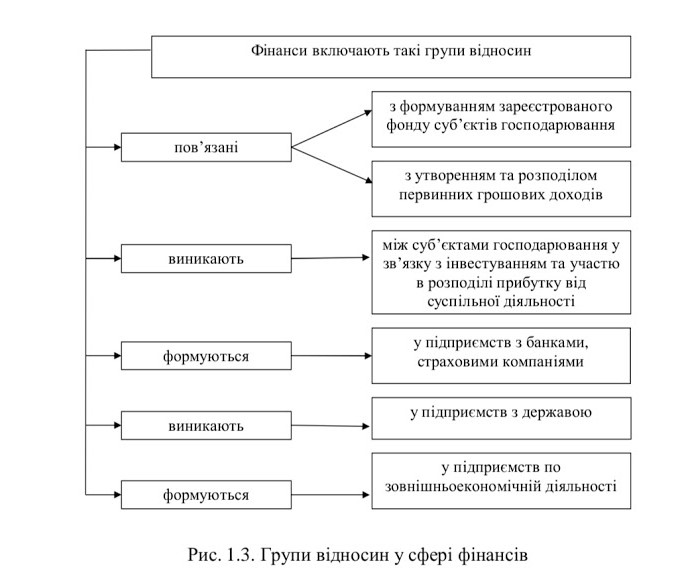 Фінанси включають такі групи відносин
з формуванням зареєстрованого
фонду суб’єктів господарювання
пов’язані
з утворенням та розподілом
первинних грошових доходів
виникають
між суб’єктами господарювання у
зв’язку з інвестуванням та участю
в розподілі прибутку від
суспільної діяльності
формуються
у підприємств з банками,
страховими компаніями
виникають
у підприємств з державою
формуються
у підприємств по
зовнішньоекономічній діяльності
Рис. 1.3. Групи відносин у сфері фінансів